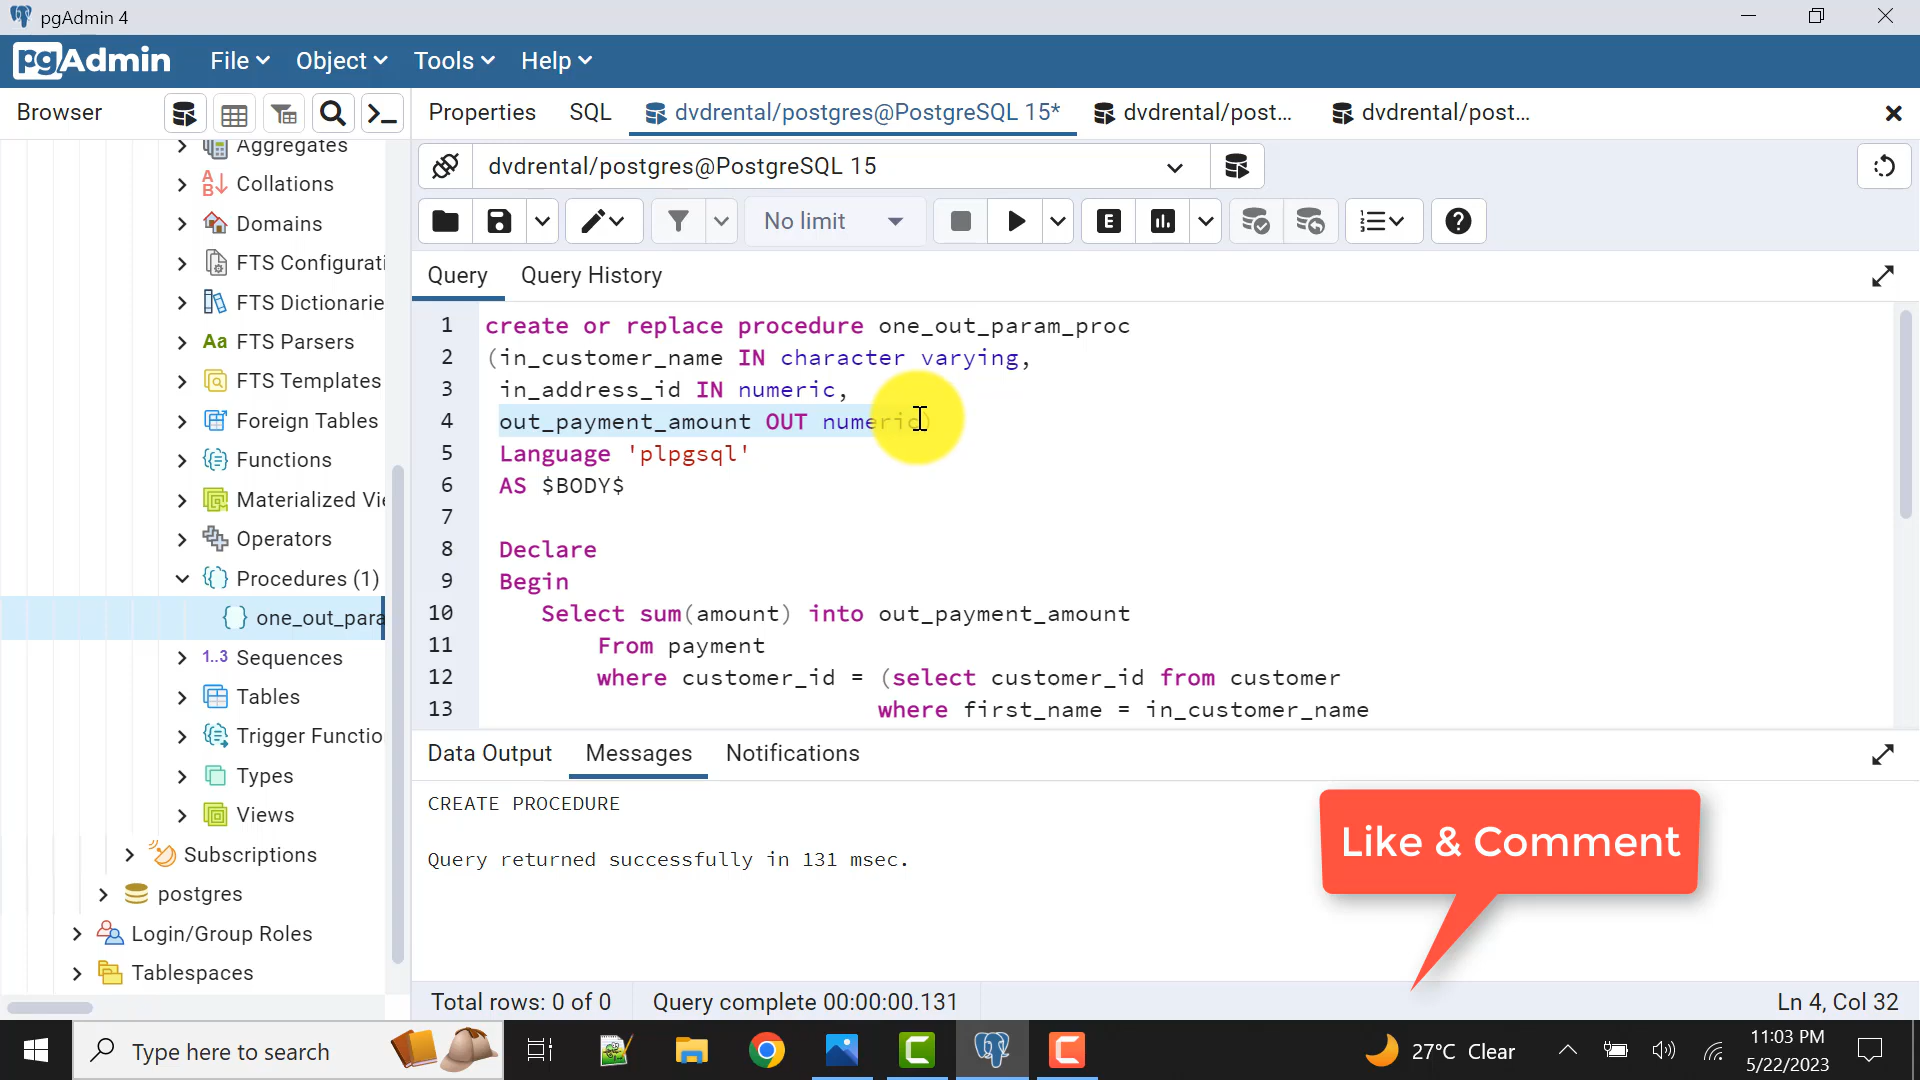 pgAdmin 4
pgAdmin File Object Tools Help
Browser
Properties SQL dvdrental/postgres@PostgreSQL 15* dvdrental/post... dvdrental/post...
Aggregates
Collations
Domains
FTS Configurati
FTS Dictionarie
Aa FTS Parsers
FTS Templates
Foreign Tables
Functions
Materialized Vi
Operators
Procedures (1)
one_out_para
1..3 Sequences
Tables
Trigger Functio
Types
Views
Subscriptions
postgres
Login/Group Roles
Tablespaces
dvdrental/postgres@PostgreSQL 15
No limit
E
Query Query History
1 create or replace procedure one_out_param_proc
2 (in_customer_name IN character varying,
3 in_address_id IN numeric,
4 out_payment_amount OUT numeric)
5 Language 'plpgsql'
6 AS $BODY$
7
8 Declare
9 Begin
10 Select sum(amount) into out_payment_amount
11 From payment
12 where customer_id = (select customer_id from customer
13 where first_name = in_customer_name
Data Output Messages Notifications
CREATE PROCEDURE
Query returned successfully in 131 msec.
Like & Comment
Total rows: 0 of 0 Query complete 00:00:00.131 Ln 4, Col 32
Type here to search
27°C Clear
11:03 PM
5/22/2023